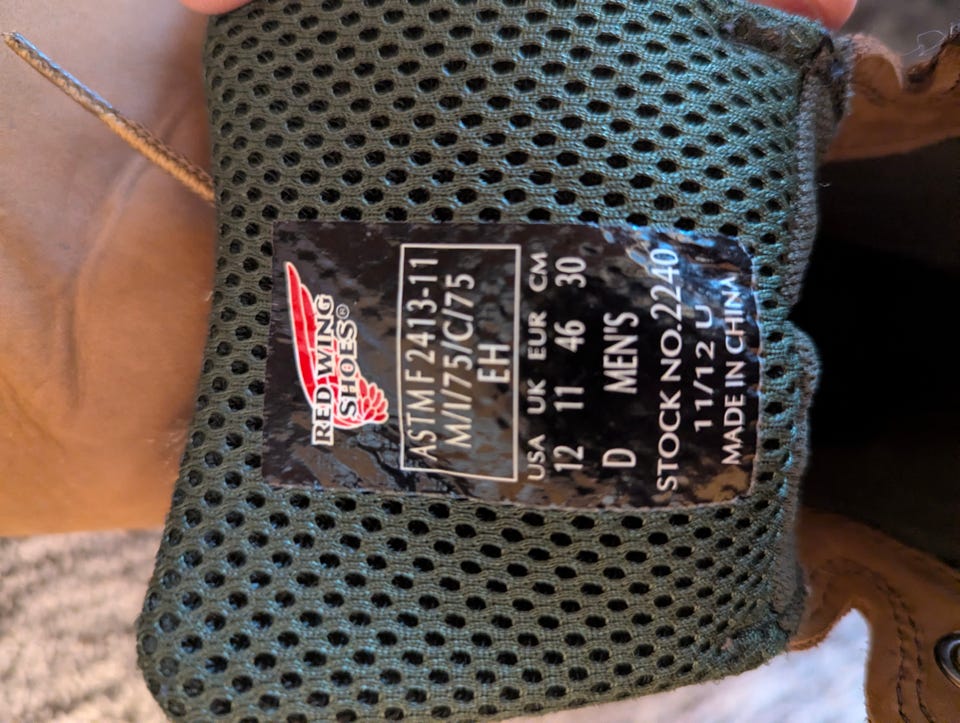 RED WING
SHOES®
ASTM F 2413-11
M/I/75/C/75
EH
USA UK EUR CM
12 11 46 30
D MEN'S
STOCK NO.2240
11/12 U
MADE IN CHINA